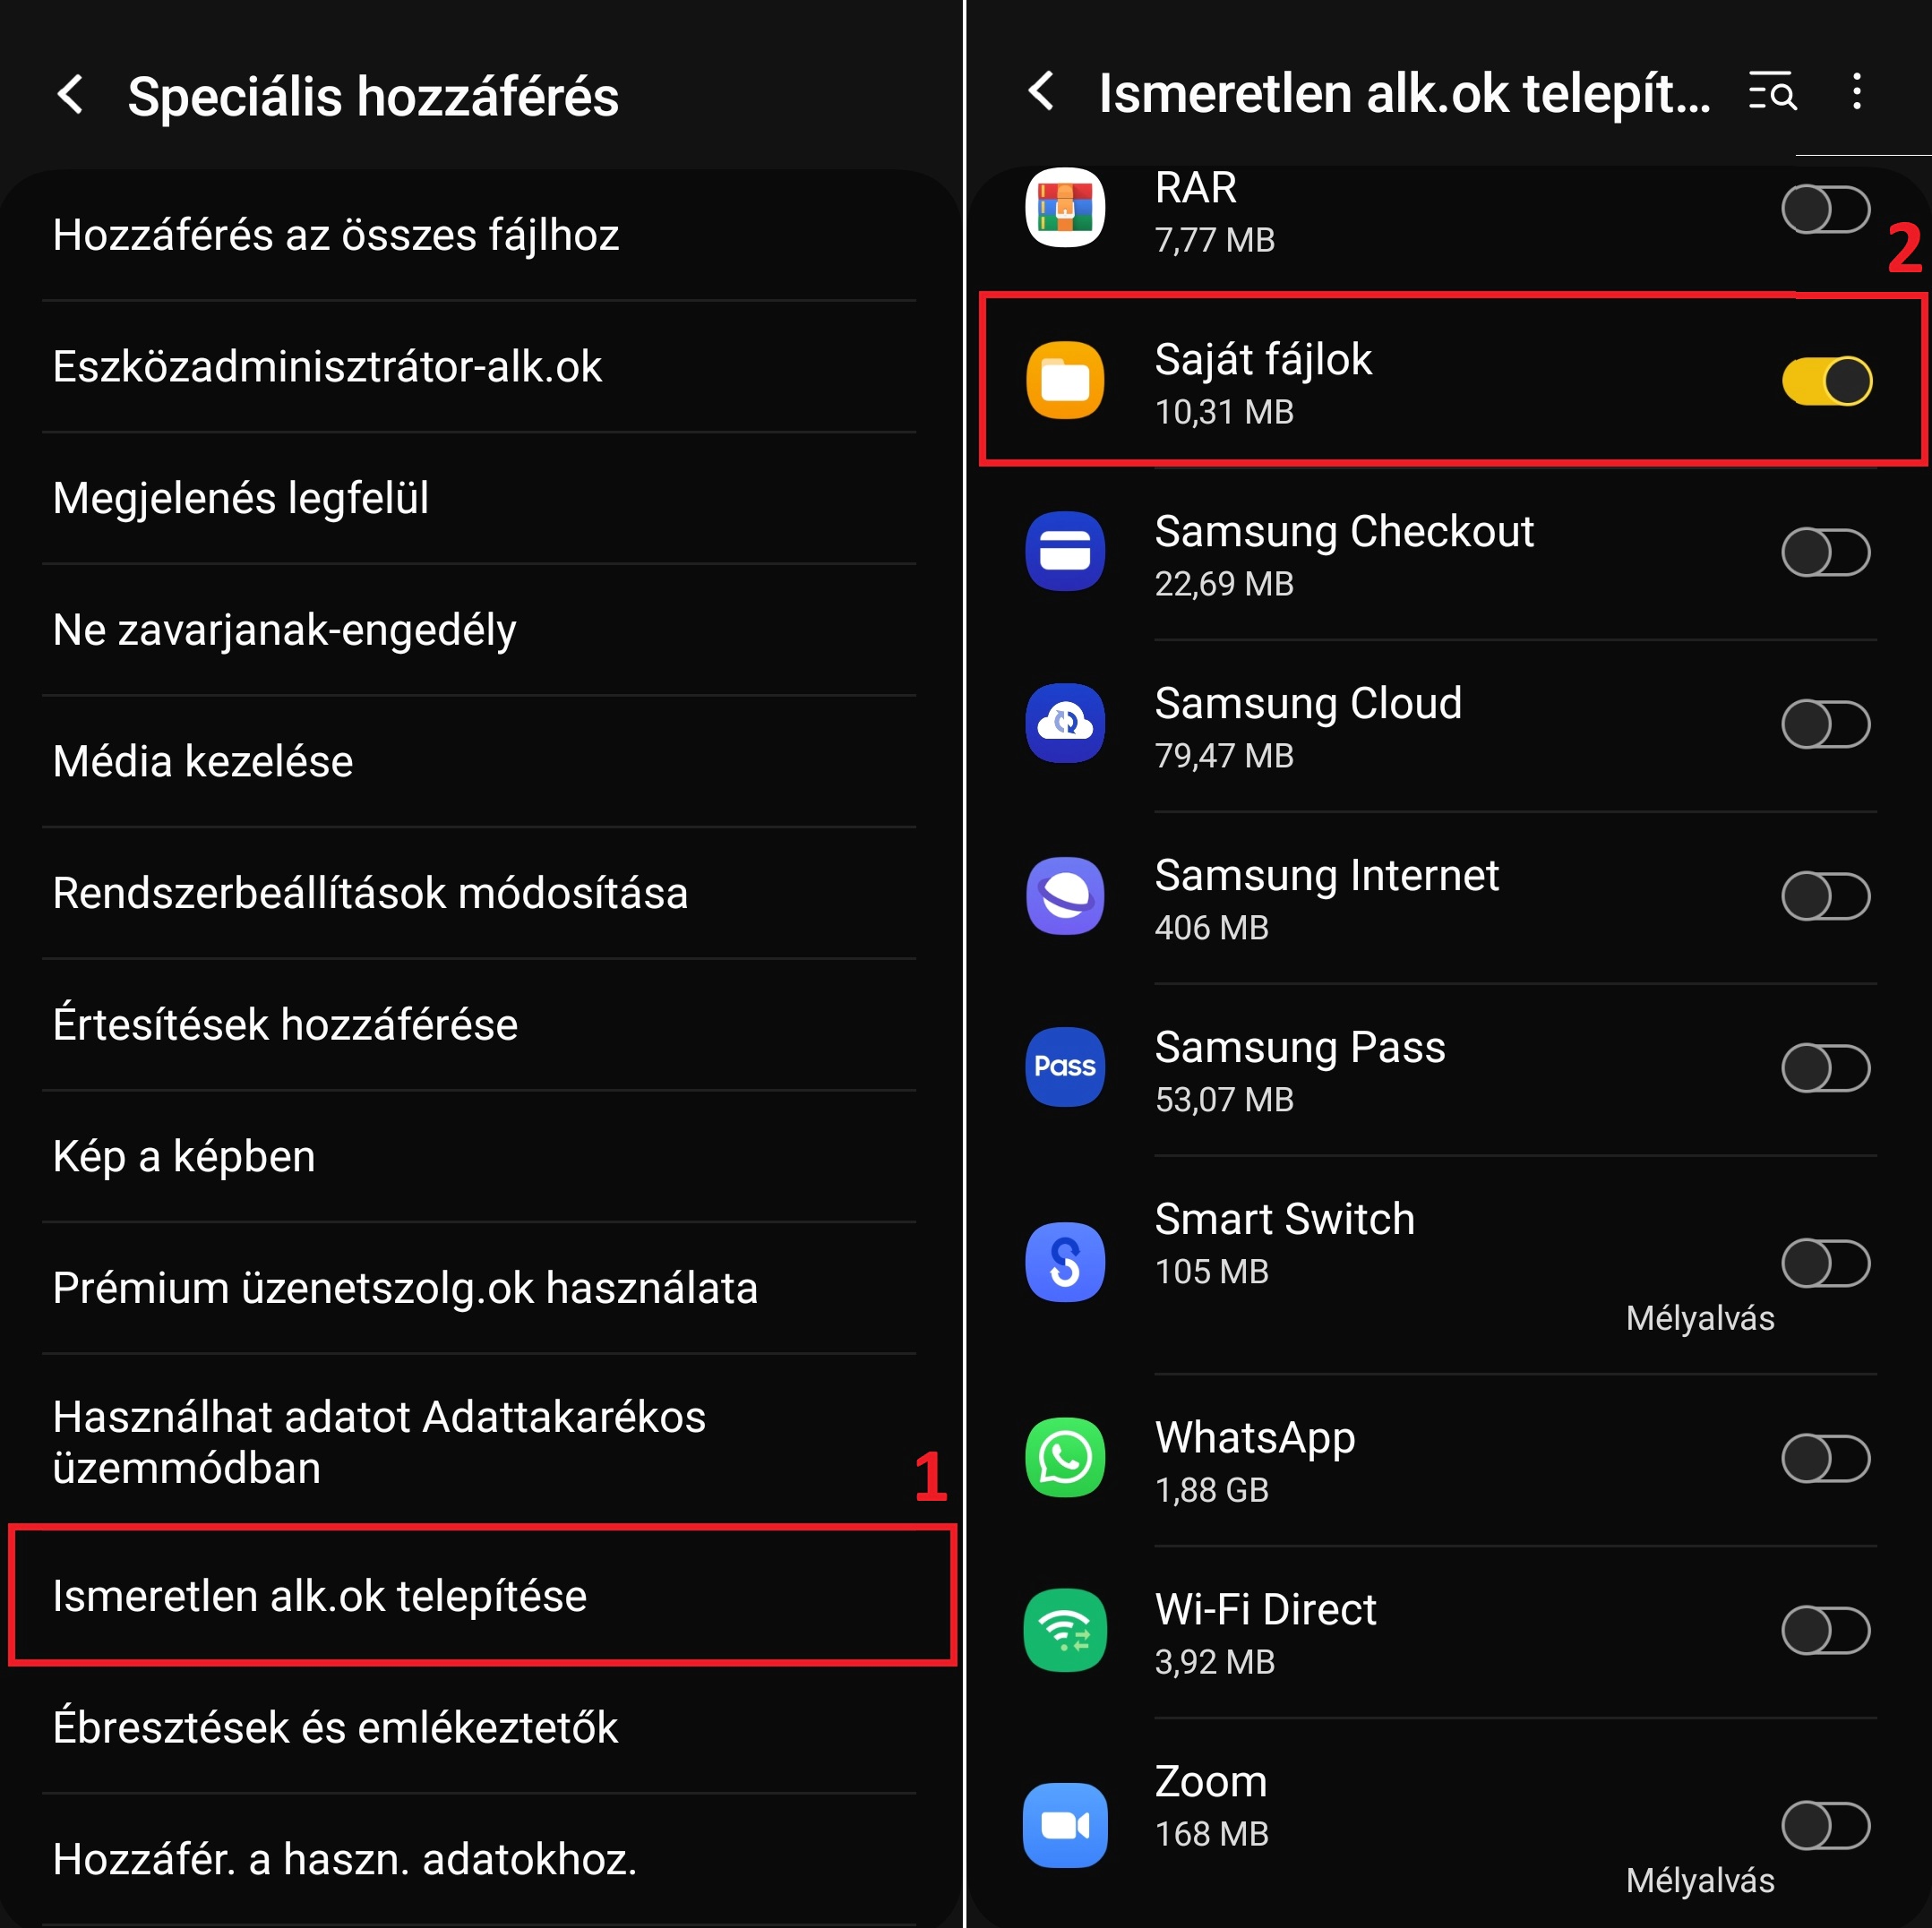 Speciális hozzáférés
Hozzáférés az összes fájlhoz
Eszközadminisztrátor-alk.ok
Megjelenés legfelül
Ne zavarjanak-engedély
Média kezelése
Rendszerbeállítások módosítása
Értesítések hozzáférése
Kép a képben
Prémium üzenetszolg.ok használata
Használhat adatot Adattakarékos
üzemmódban
1
Ismeretlen alk.ok telepítése
Ébresztések és emlékeztetők
Hozzáfér. a haszn. adatokhoz.
Ismeretlen alk.ok telepít...
RAR
7,77 MB
2
Saját fájlok
10,31 MB
Samsung Checkout
22,69 MB
Samsung Cloud
79,47 MB
Samsung Internet
406 MB
Pass
Samsung Pass
53,07 MB
Smart Switch
105 MB
Mélyalvás
WhatsApp
1,88 GB
Wi-Fi Direct
3,92 MB
Zoom
168 MB
Mélyalvás